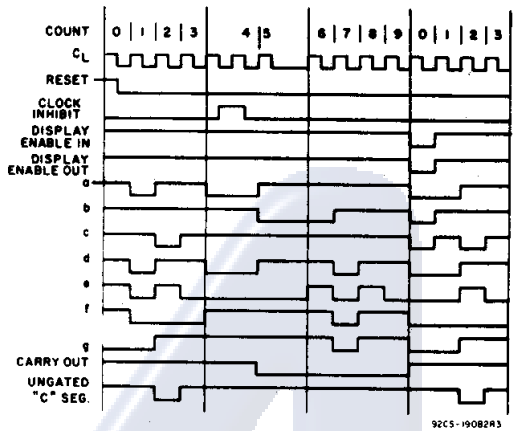 COUNT 0 | 1 | 2 | 3 4 | 5 6 | 7 | 8 | 9 0 | 1 | 2 | 3
CL
RESET
CLOCK
INHIBIT
DISPLAY
ENABLE IN
DISPLAY
ENABLE OUT
a
b
c
d
e
f
g
CARRY OUT
UNGATED
"C" SEG.
92CS-19082R3